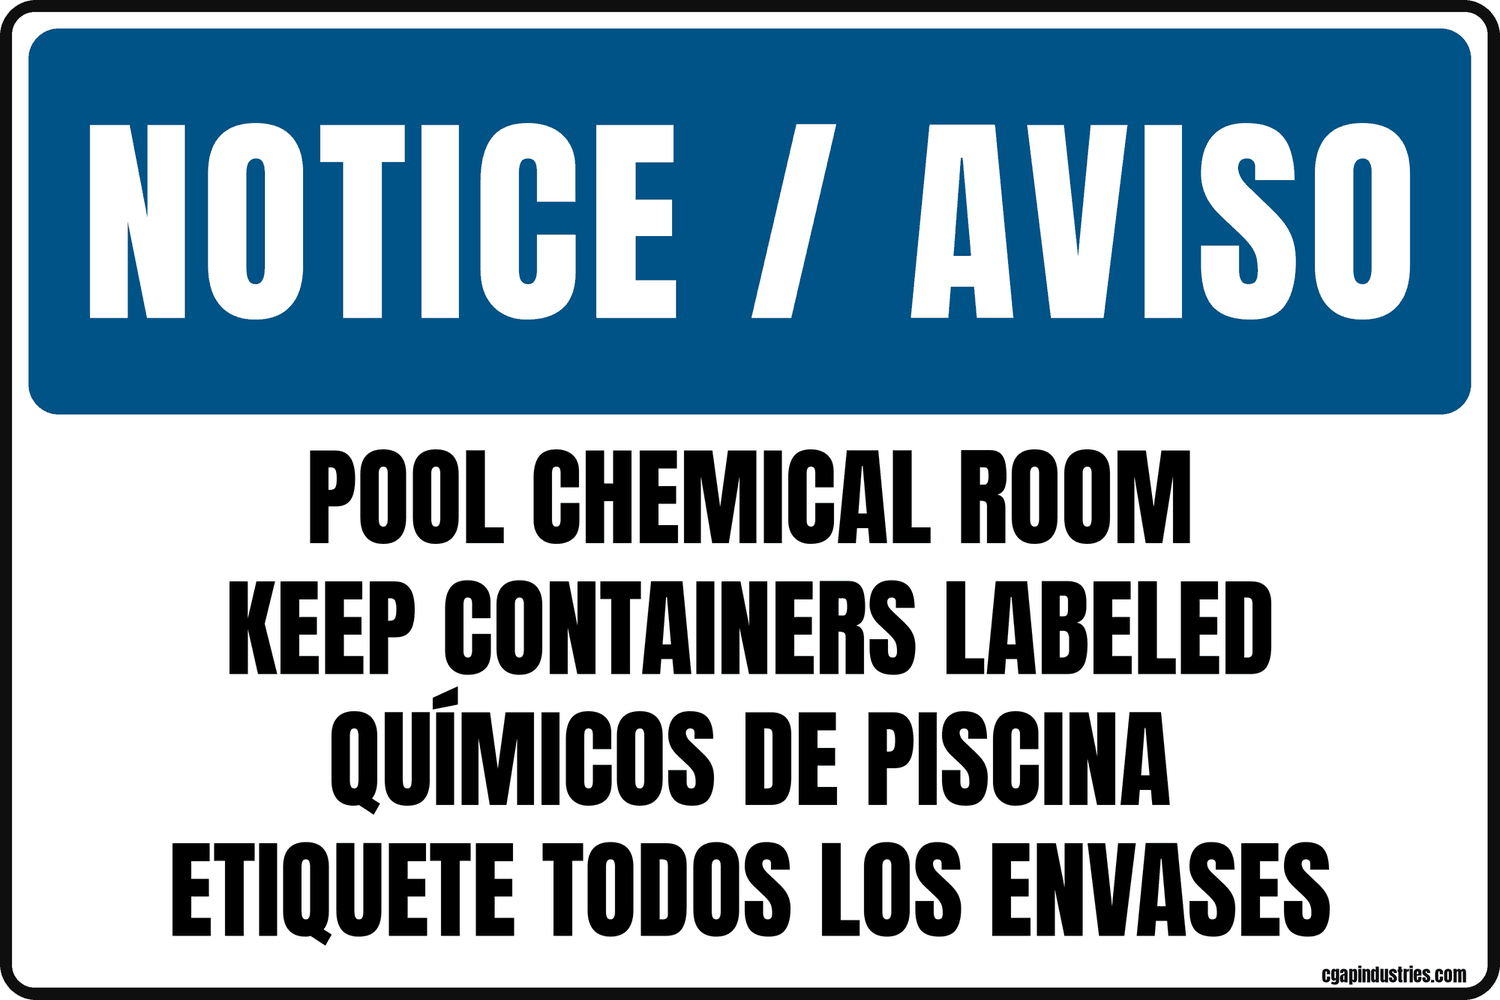 NOTICE / AVISO
POOL CHEMICAL ROOM
KEEP CONTAINERS LABELED
QUÍMICOS DE PISCINA
ETIQUETE TODOS LOS ENVASES
cgapindustries.com